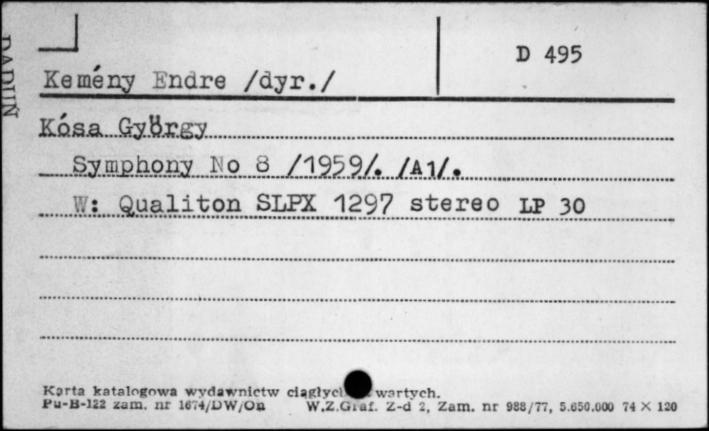 D 495
Kemény Endre /dyr./
Kósa György
Symphony No 8 /1959/. /A1/.
W: Qualiton SLPX 1297 stereo LP 30
Karta katalogowa wydawnictw wartych.
Pu-B-122 zam. nr 1674/DW/On W.Z.Graf. Z-d 2, Zam. nr 988/77, 5.650.000 74 X 120